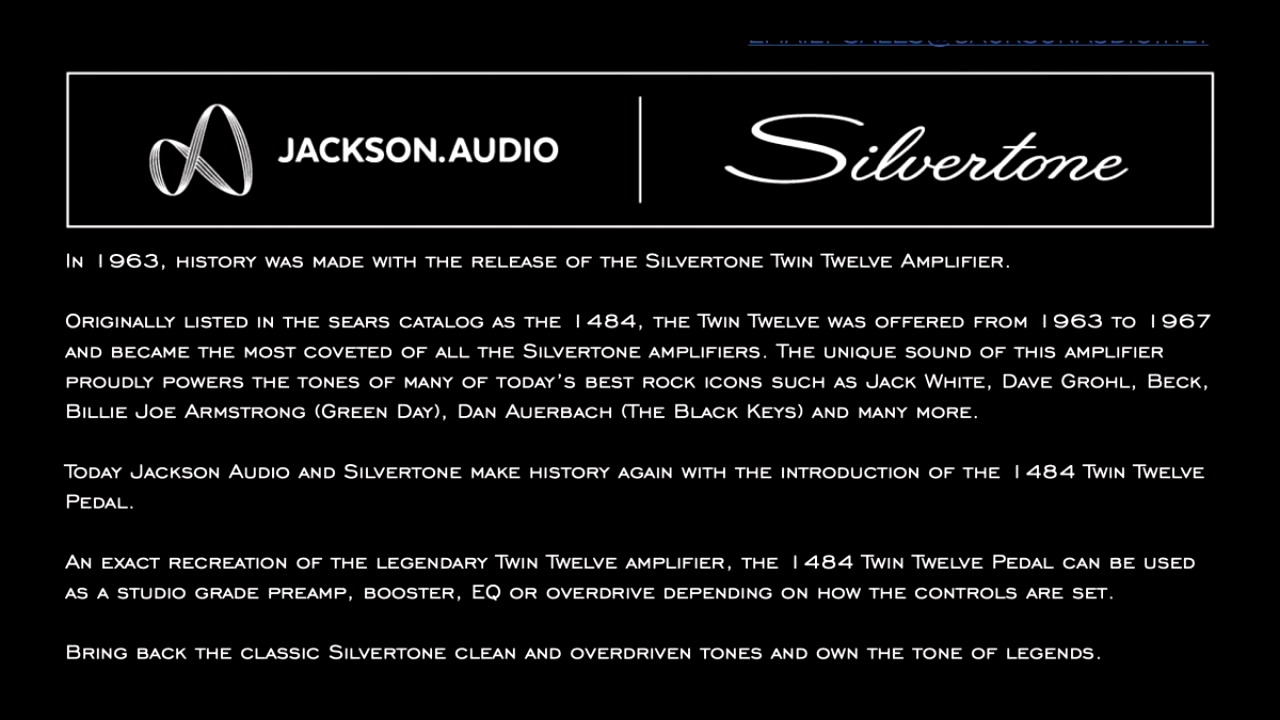 JACKSON.AUDIO
Silvertone
In 1963, history was made with the release of the Silvertone Twin Twelve Amplifier.
Originally listed in the sears catalog as the 1484, the Twin Twelve was offered from 1963 to 1967
and became the most coveted of all the Silvertone amplifiers. The unique sound of this amplifier
proudly powers the tones of many of today's best rock icons such as Jack White, Dave Grohl, Beck,
Billie Joe Armstrong (Green Day), Dan Auerbach (The Black Keys) and many more.
Today Jackson Audio and Silvertone make history again with the introduction of the 1484 Twin Twelve
Pedal.
An exact recreation of the legendary Twin Twelve amplifier, the 1484 Twin Twelve Pedal can be used
as a studio grade preamp, booster, EQ or overdrive depending on how the controls are set.
Bring back the classic Silvertone clean and overdriven tones and own the tone of legends.